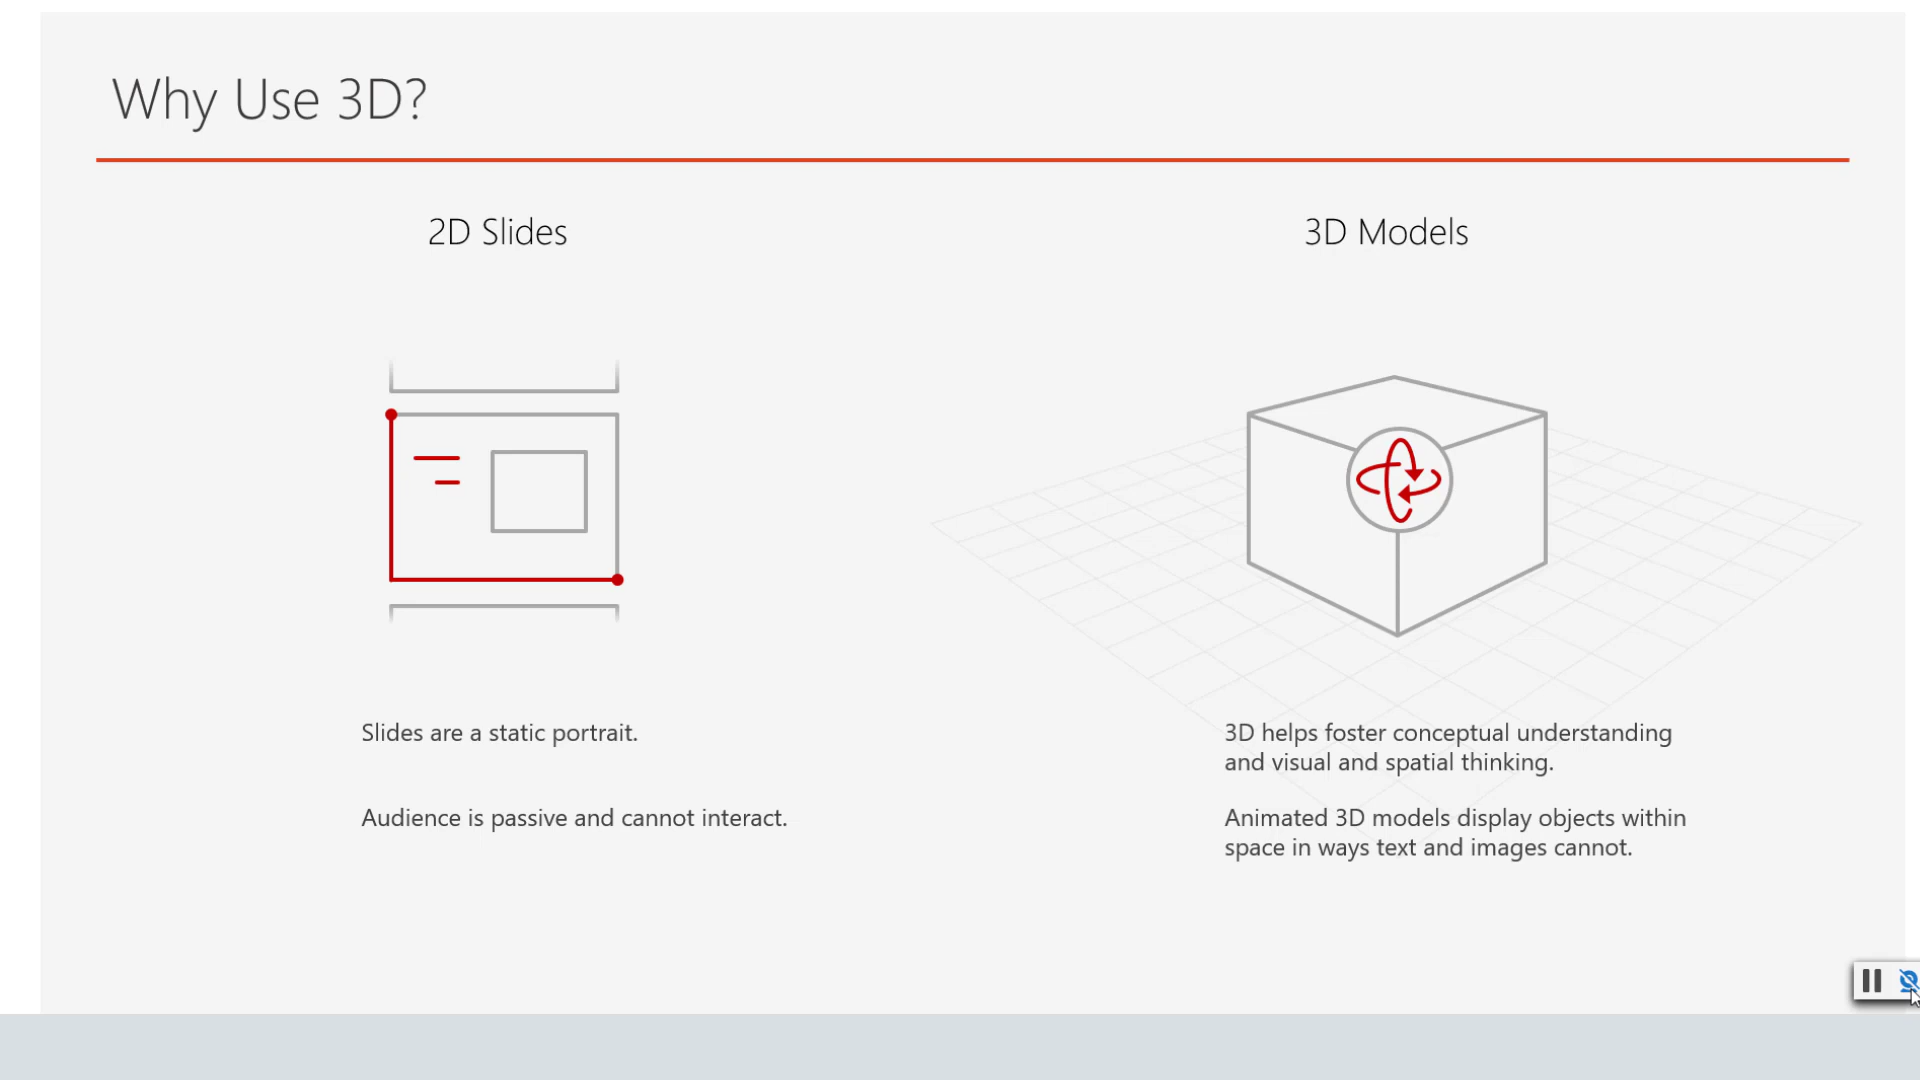 Why Use 3D?
2D Slides
3D Models
Slides are a static portrait.
Audience is passive and cannot interact.
3D helps foster conceptual understanding
and visual and spatial thinking.
Animated 3D models display objects within
space in ways text and images cannot.